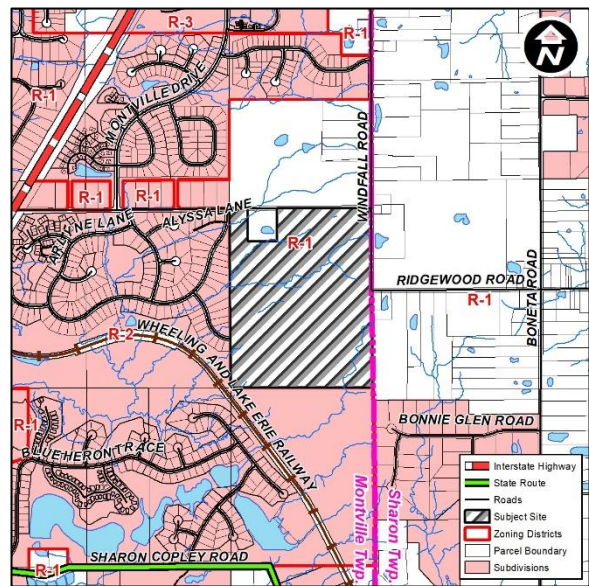 R-3
R-1
N
R-1
MONTVILLE DRIVE
WINDFALL ROAD
R-1
R-1
ARLYNE LANE
ALYSSA LANE
R-1
RIDGEWOOD ROAD
R-1
BONETA ROAD
R-2
WHEELING AND LAKE ERIE RAILWAY
R-1
BLUE HERON TRACE
BONNIE GLEN ROAD
Montville Twp.
Sharon Twp.
SHARON COPLEY ROAD
R-1
Interstate Highway
State Route
Roads
Subject Site
Zoning Districts
Parcel Boundary
Subdivisions